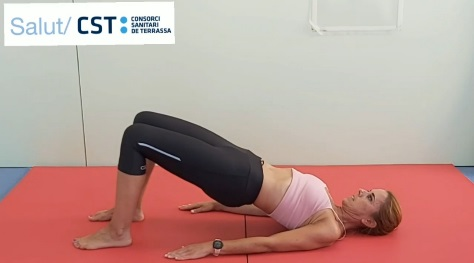 Salut/ CST: CONSORCI
SANITARI
DE TERRASSA